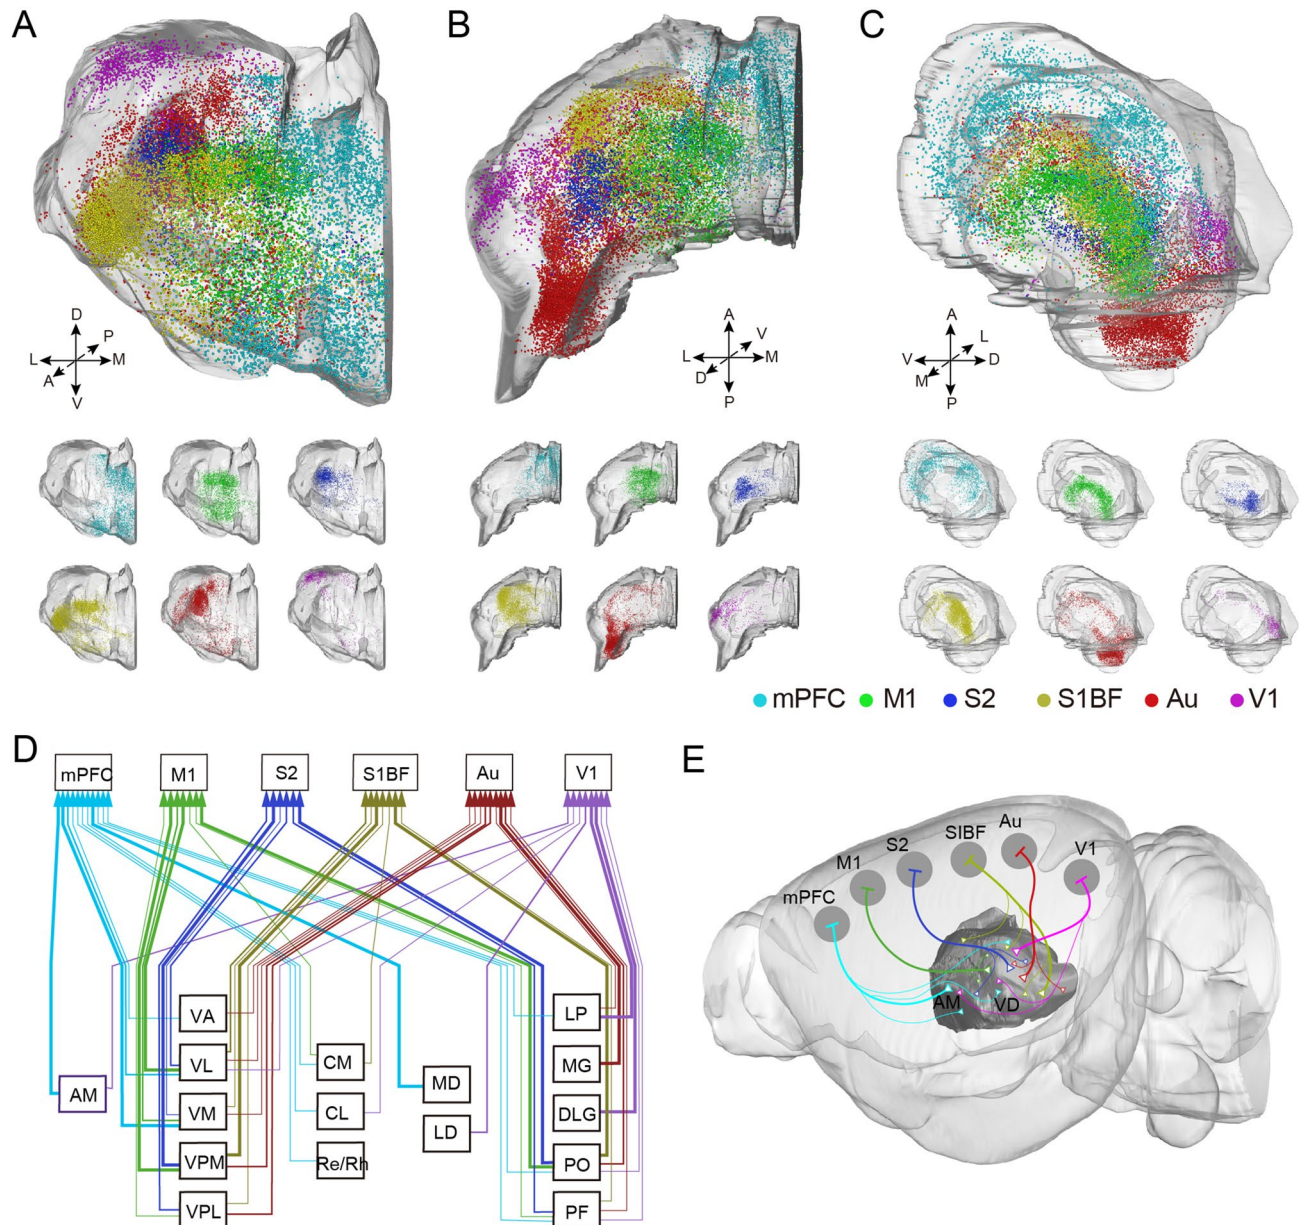 A
B
C
D
P
L
M
A
V
A
V
L
M
D
P
A
L
V
D
M
P
mPFC
M1
S2
S1BF
Au
V1
D
mPFC
M1
S2
S1BF
Au
V1
VA
LP
VL
CM
MG
AM
MD
VM
CL
DLG
LD
VPM
Re/Rh
PO
VPL
PF
E
Au
SIBF
S2
V1
M1
mPFC
AM
VD